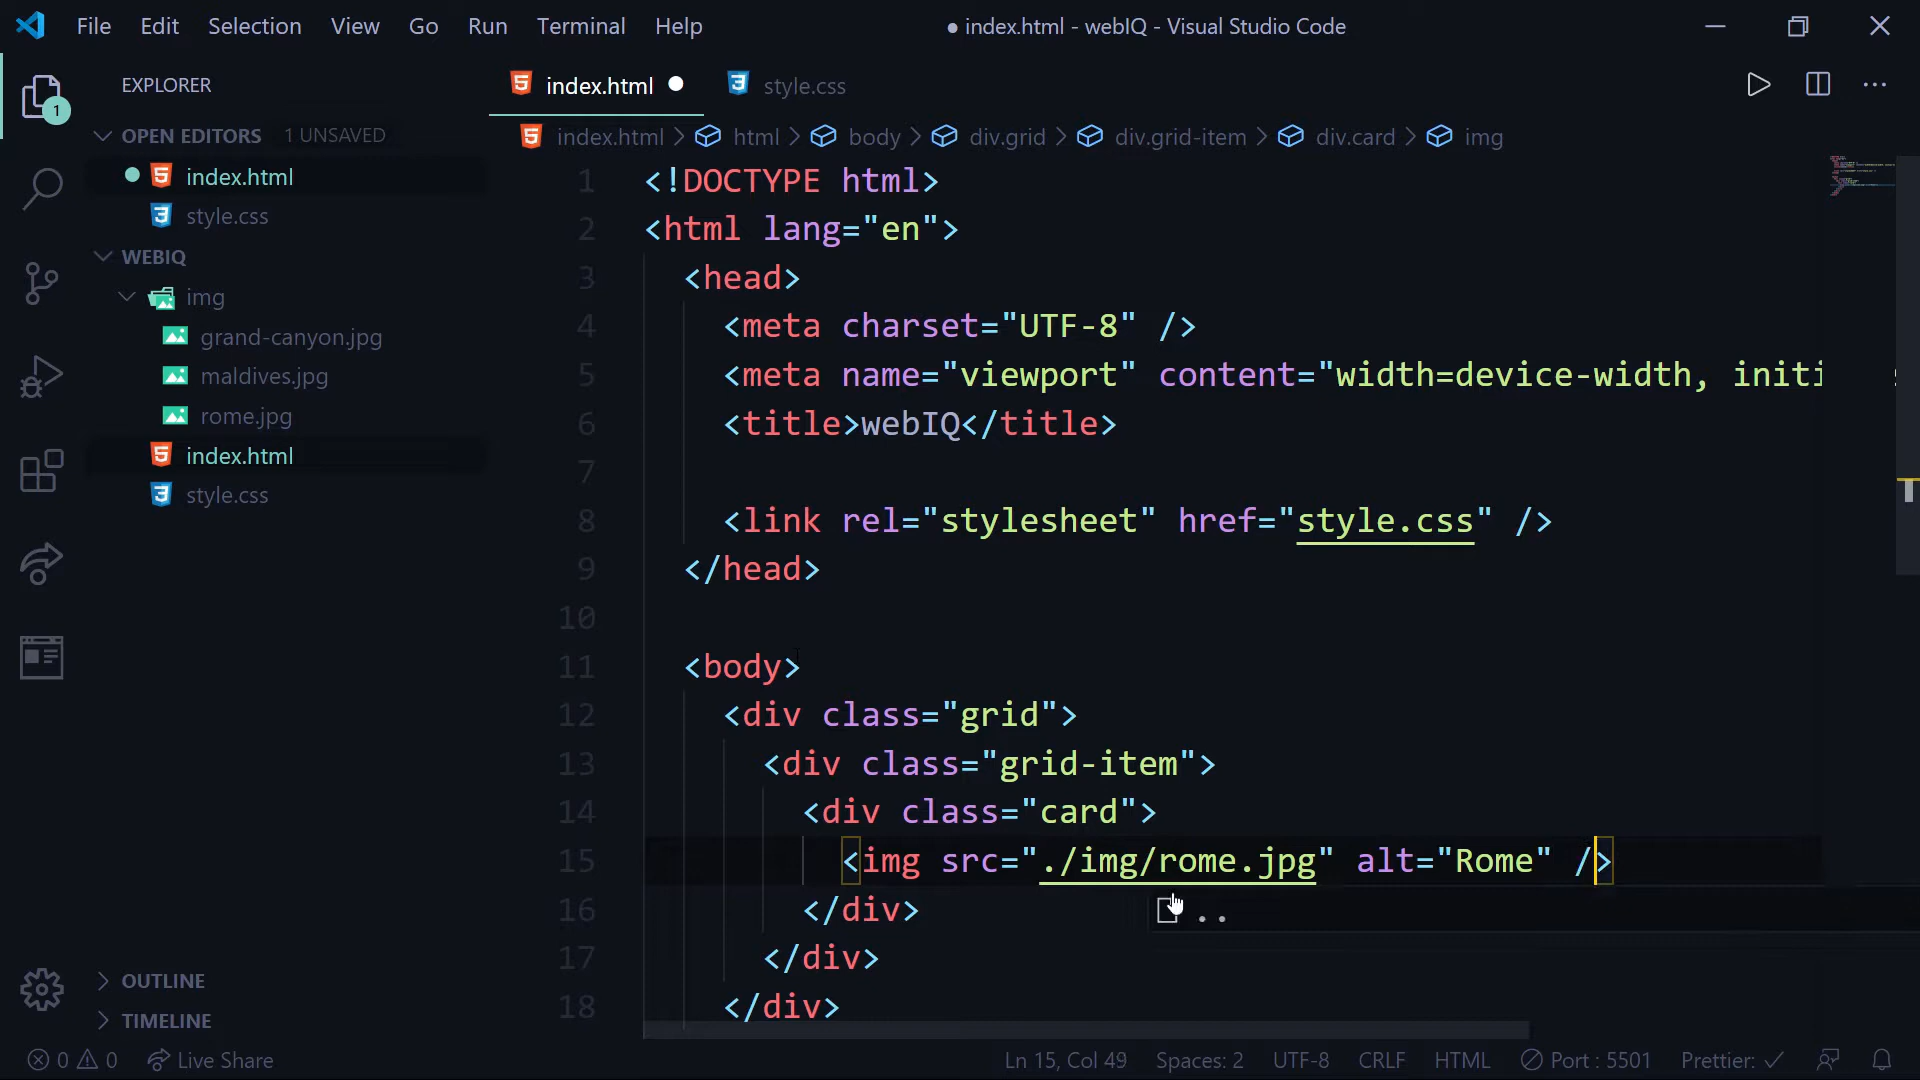 File Edit Selection View Go Run Terminal Help
● index.html - webIQ - Visual Studio Code
1
EXPLORER
OPEN EDITORS 1 UNSAVED
index.html
style.css
WEBIQ
img
grand-canyon.jpg
maldives.jpg
rome.jpg
index.html
style.css
OUTLINE
TIMELINE
index.html
style.css
index.html > html > body > div.grid > div.grid-item > div.card > img
1 <!DOCTYPE html>
2 <html lang="en">
3 <head>
4 <meta charset="UTF-8" />
5 <meta name="viewport" content="width=device-width, initi
6 <title>webIQ</title>
7
8 <link rel="stylesheet" href="style.css" />
9 </head>
10
11 <body>
12 <div class="grid">
13 <div class="grid-item">
14 <div class="card">
15 <img src="./img/rome.jpg" alt="Rome" />
16 </div>
..
17 </div>
18 </div>
0 0 Live Share
Ln 15, Col 49 Spaces: 2 UTF-8 CRLF HTML Port : 5501 Prettier: ✓